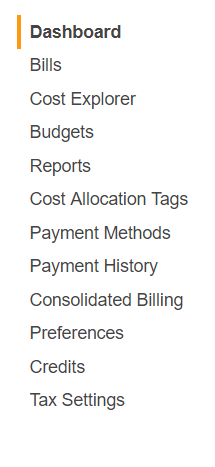 Dashboard
Bills
Cost Explorer
Budgets
Reports
Cost Allocation Tags
Payment Methods
Payment History
Consolidated Billing
Preferences
Credits
Tax Settings